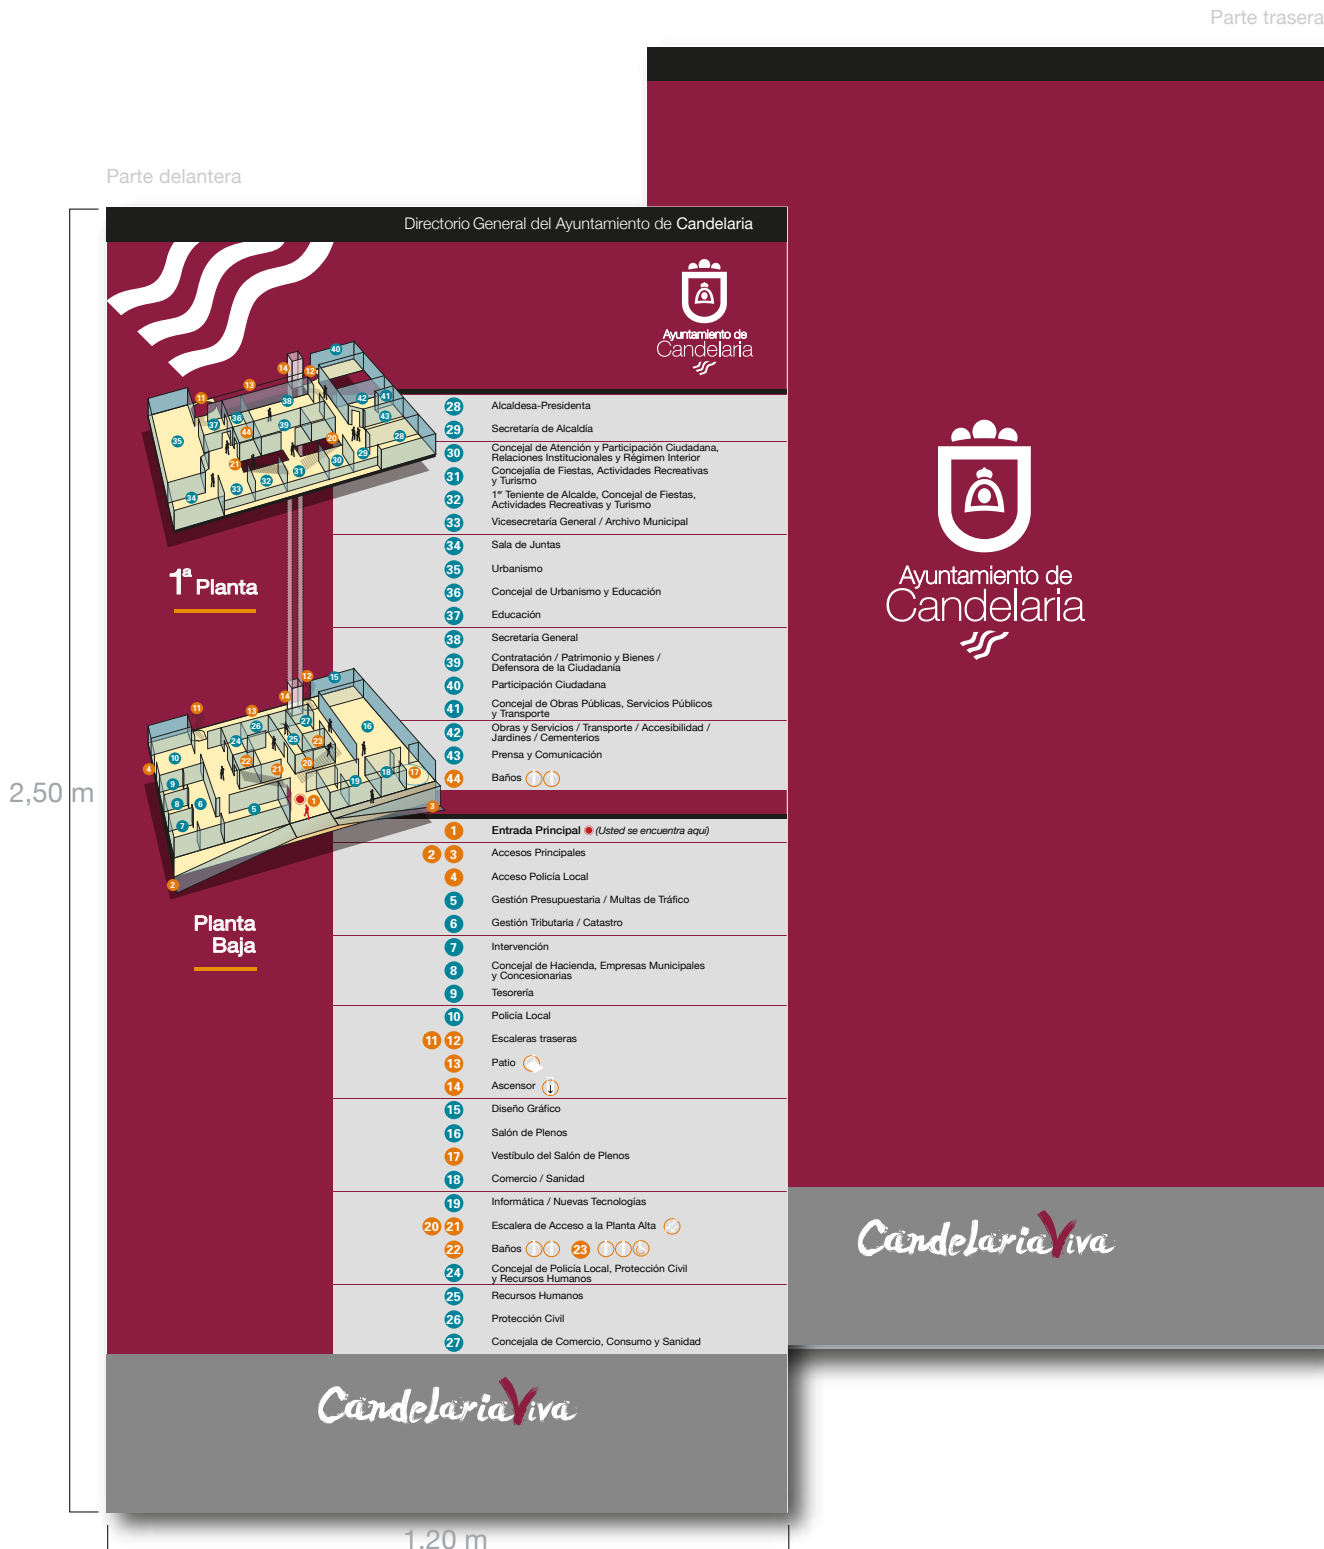 Parte trasera
Parte delantera
Directorio General del Ayuntamiento de Candelaria
Ayuntamiento de
Candelaria
28 Alcaldesa-Presidenta
29 Secretaría de Alcaldía
30 Concejal de Atención y Participación Ciudadana,
Relaciones Institucionales y Régimen Interior
31 Concejalía de Fiestas, Actividades Recreativas
y Turismo
32 1er Teniente de Alcalde, Concejal de Fiestas,
Actividades Recreativas y Turismo
33 Vicesecretaría General / Archivo Municipal
34 Sala de Juntas
35 Urbanismo
36 Concejal de Urbanismo y Educación
37 Educación
38 Secretaría General
39 Contratación / Patrimonio y Bienes /
Defensora de la Ciudadanía
40 Participación Ciudadana
41 Concejal de Obras Públicas, Servicios Públicos
y Transporte
42 Obras y Servicios / Transporte / Accesibilidad /
Jardines / Cementerios
43 Prensa y Comunicación
44 Baños
1ª Planta
1 Entrada Principal (Usted se encuentra aquí)
2 3 Accesos Principales
4 Acceso Policía Local
5 Gestión Presupuestaria / Multas de Tráfico
6 Gestión Tributaria / Catastro
7 Intervención
8 Concejal de Hacienda, Empresas Municipales
y Concesionarias
9 Tesorería
10 Policía Local
11 12 Escaleras traseras
13 Patio
14 Ascensor
15 Diseño Gráfico
16 Salón de Plenos
17 Vestíbulo del Salón de Plenos
18 Comercio / Sanidad
19 Informática / Nuevas Tecnologías
20 21 Escalera de Acceso a la Planta Alta
22 Baños 23
24 Concejal de Policía Local, Protección Civil
y Recursos Humanos
25 Recursos Humanos
26 Protección Civil
27 Concejala de Comercio, Consumo y Sanidad
Planta
Baja
CandelariaViva
2,50 m
1,20 m
Ayuntamiento de
Candelaria
CandelariaViva